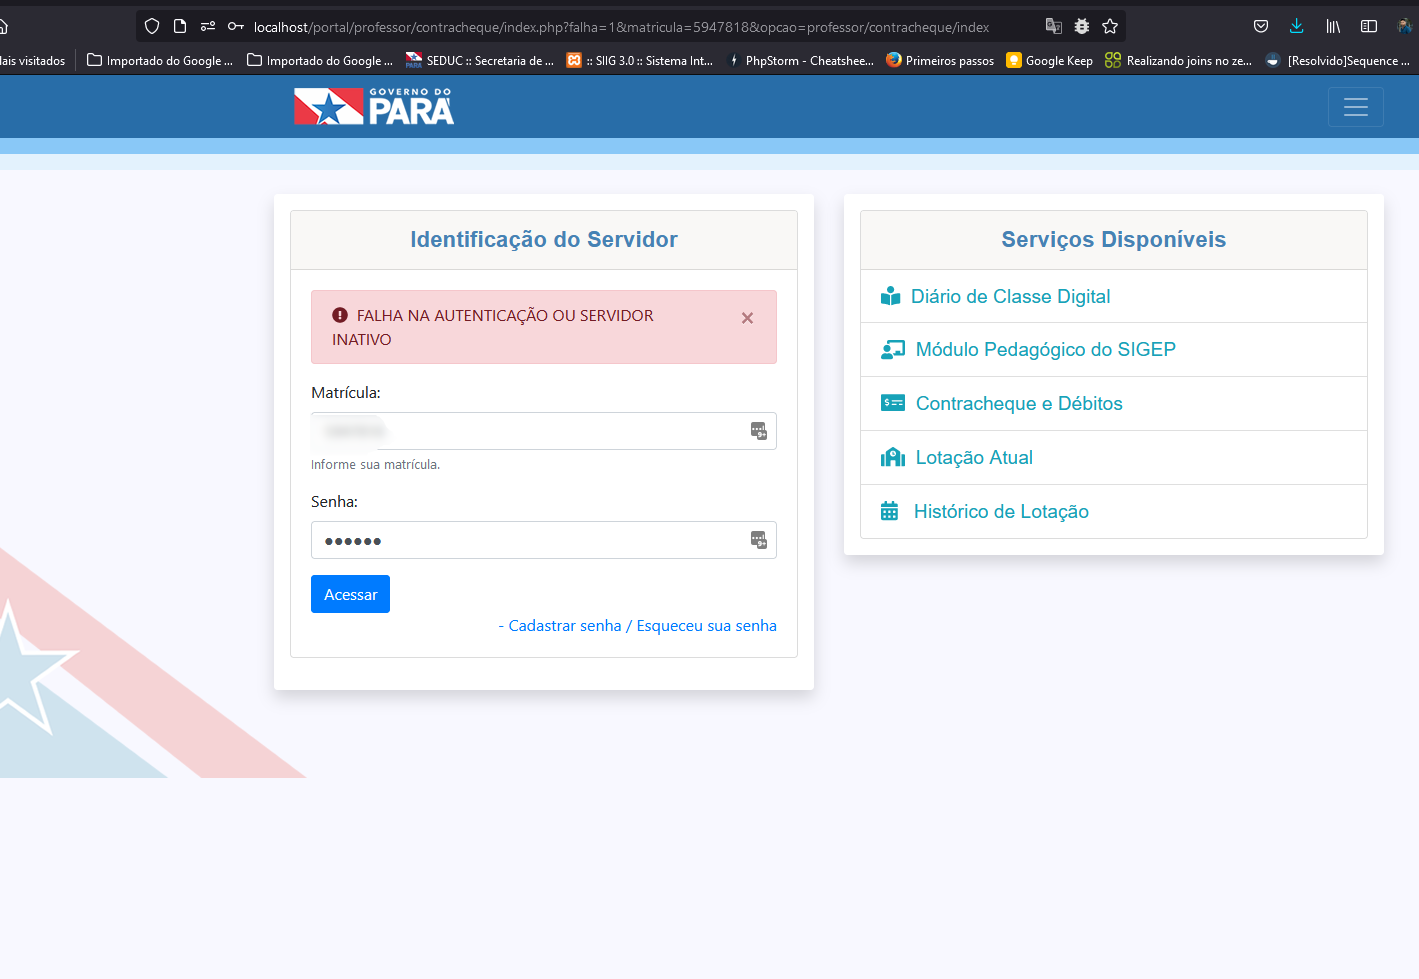 localhost/portal/professor/contracheque/index.php?falha=1&matricula=5947818&opcao=professor/contracheque/index
lais visitados
Importado do Google ...
Importado do Google ...
SEDUC :: Secretaria de ...
:: SIIG 3.0 :: Sistema Int...
PhpStorm - Cheatshee...
Primeiros passos
Google Keep
Realizando joins no ze...
[Resolvido]Sequence ...
GOVERNO DO
PARÁ
Identificação do Servidor
FALHA NA AUTENTICAÇÃO OU SERVIDOR
INATIVO
×
Matrícula:
Informe sua matrícula.
Senha:
••••••
Acessar
- Cadastrar senha / Esqueceu sua senha
Serviços Disponíveis
Diário de Classe Digital
Módulo Pedagógico do SIGEP
Contracheque e Débitos
Lotação Atual
Histórico de Lotação